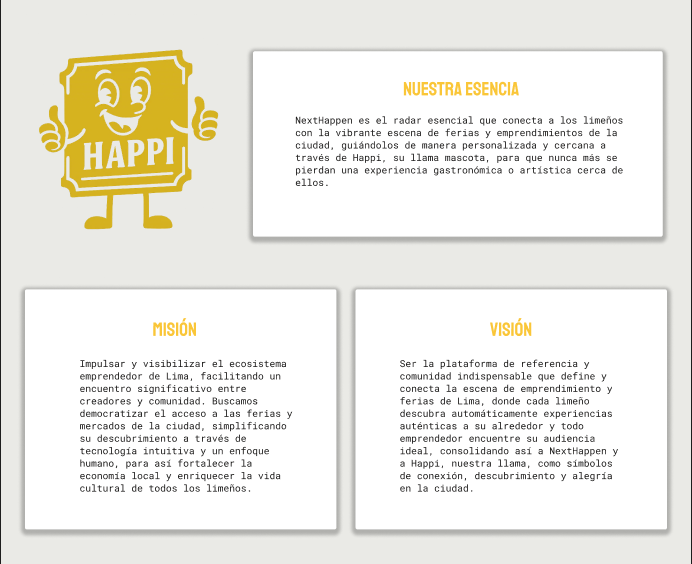 HAPPI
NUESTRA ESENCIA
NextHappen es el radar esencial que conecta a los limeños
con la vibrante escena de ferias y emprendimientos de la
ciudad, guiándolos de manera personalizada y cercana a
través de Happi, su llama mascota, para que nunca más se
pierdan una experiencia gastronómica o artística cerca de
ellos.
MISIÓN
Impulsar y visibilizar el ecosistema
emprendedor de Lima, facilitando un
encuentro significativo entre
creadores y comunidad. Buscamos
democratizar el acceso a las ferias y
mercados de la ciudad, simplificando
su descubrimiento a través de
tecnología intuitiva y un enfoque
humano, para así fortalecer la
economía local y enriquecer la vida
cultural de todos los limeños.
VISIÓN
Ser la plataforma de referencia y
comunidad indispensable que define y
conecta la escena de emprendimiento y
ferias de Lima, donde cada limeño
descubra automáticamente experiencias
auténticas a su alrededor y todo
emprendedor encuentre su audiencia
ideal, consolidando así a NextHappen y
a Happi, nuestra llama, como símbolos
de conexión, descubrimiento y alegría
en la ciudad.